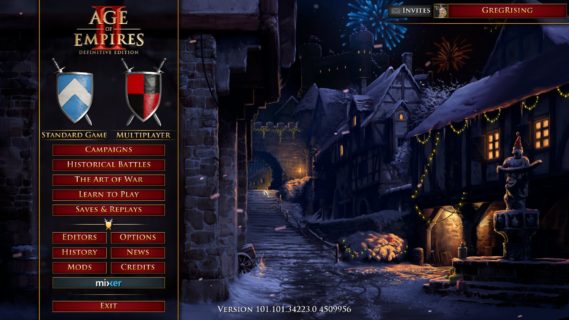 INVITES
GREGRISING
AGE
OF
II
EMPIRES
DEFINITIVE EDITION
STANDARD GAME
MULTIPLAYER
CAMPAIGNS
HISTORICAL BATTLES
THE ART OF WAR
LEARN TO PLAY
SAVES & REPLAYS
EDITORS
OPTIONS
HISTORY
NEWS
MODS
CREDITS
mixer
EXIT
VERSION 101.101.34223.0 4509956